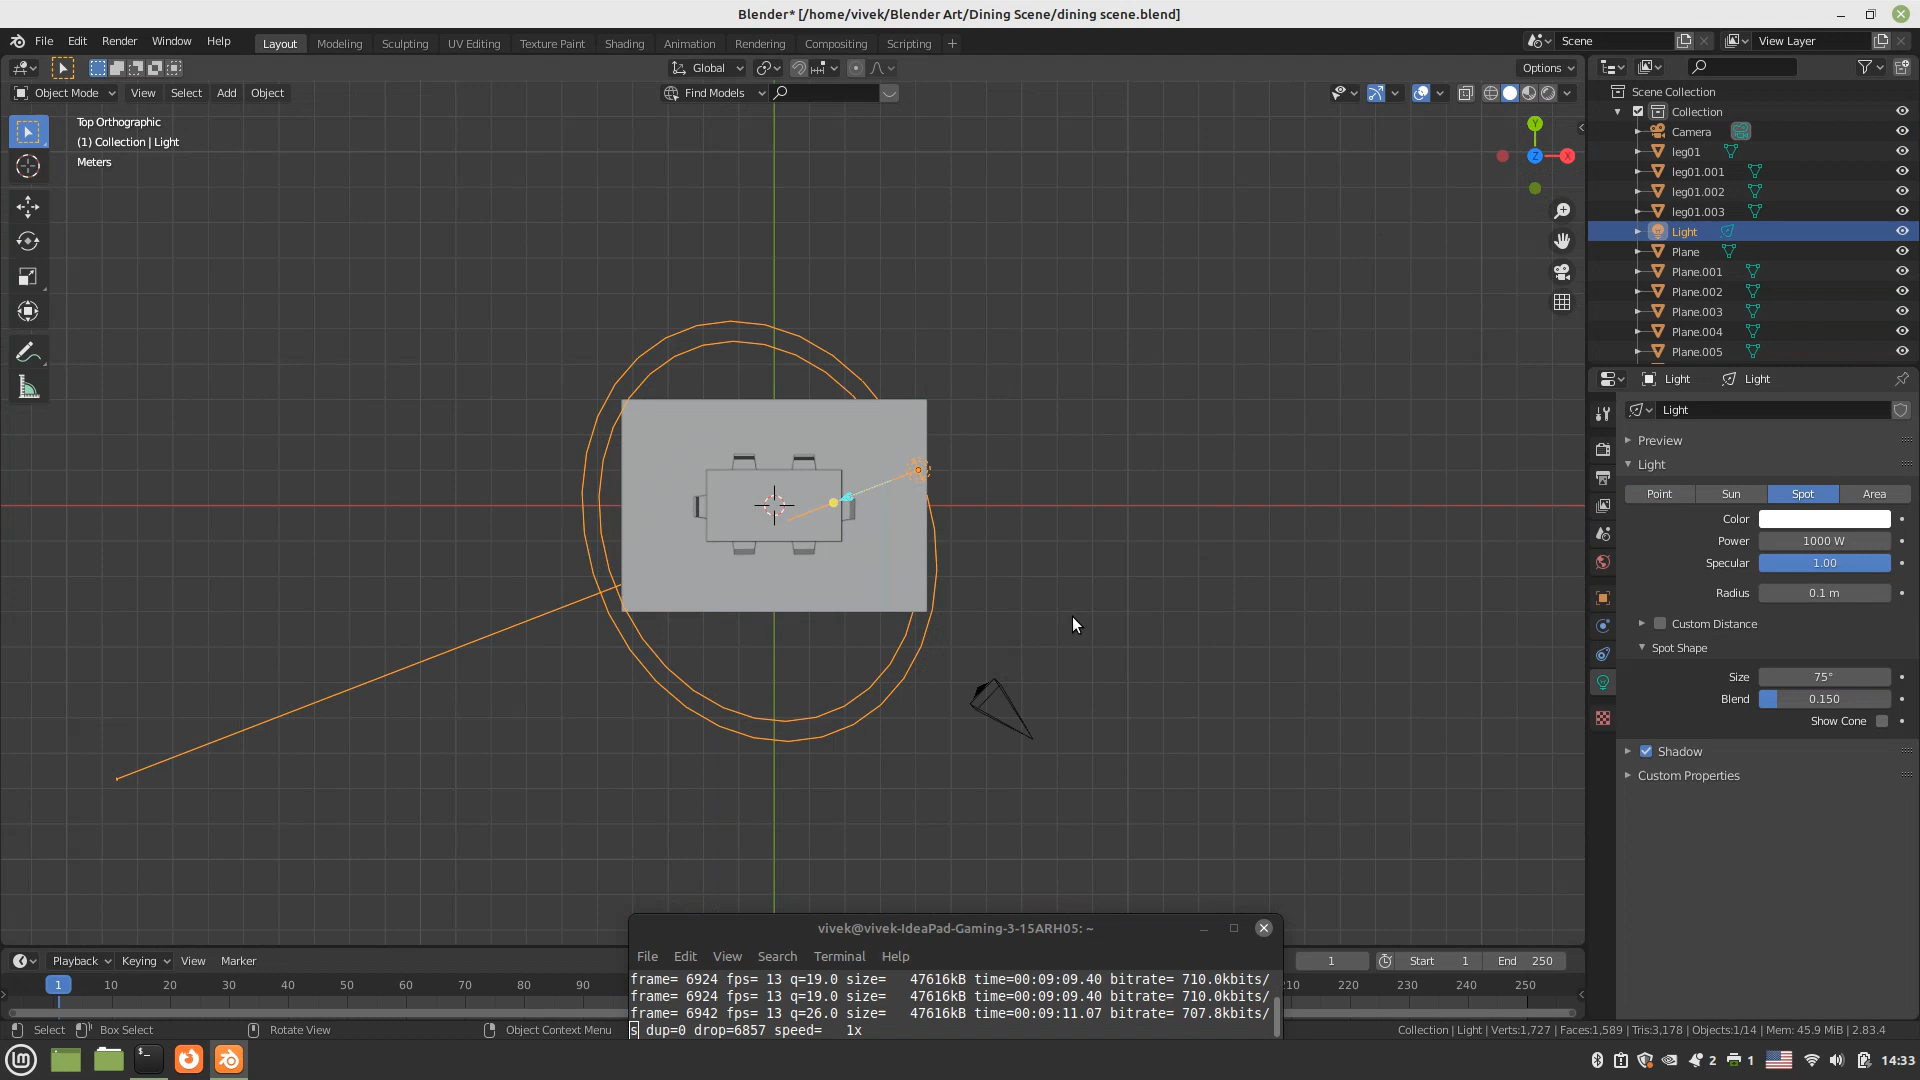 Blender* [/home/vivek/Blender Art/Dining Scene/dining scene.blend]
File Edit Render Window Help
Layout Modeling Sculpting UV Editing Texture Paint Shading Animation Rendering Compositing Scripting +
Scene
View Layer
Global
Options
Object Mode View Select Add Object
Find Models
Top Orthographic
(1) Collection | Light
Meters
Y
Z
X
Scene Collection
Collection
Camera
leg01
leg01.001
leg01.002
leg01.003
Light
Plane
Plane.001
Plane.002
Plane.003
Plane.004
Plane.005
Light Light
Light
Preview
Light
Point Sun Spot Area
Color
Power 1000 W
Specular 1.00
Radius 0.1 m
Custom Distance
Spot Shape
Size 75°
Blend 0.150
Show Cone
Shadow
Custom Properties
vivek@vivek-IdeaPad-Gaming-3-15ARH05: ~
File Edit View Search Terminal Help
frame= 6924 fps= 13 q=19.0 size= 47616kB time=00:09:09.40 bitrate= 710.0kbits/
frame= 6924 fps= 13 q=19.0 size= 47616kB time=00:09:09.40 bitrate= 710.0kbits/
frame= 6942 fps= 13 q=26.0 size= 47616kB time=00:09:11.07 bitrate= 707.8kbits/
s dup=0 drop=6857 speed= 1x
Playback Keying View Marker
1 Start 1 End 250
1 10 20 30 40 50 60 70 80 90 210 220 230 240 250
Select Box Select Rotate View Object Context Menu
Collection | Light | Verts:1,727 | Faces:1,589 | Tris:3,178 | Objects:1/14 | Mem: 45.9 MiB | 2.83.4
2 1 14:33